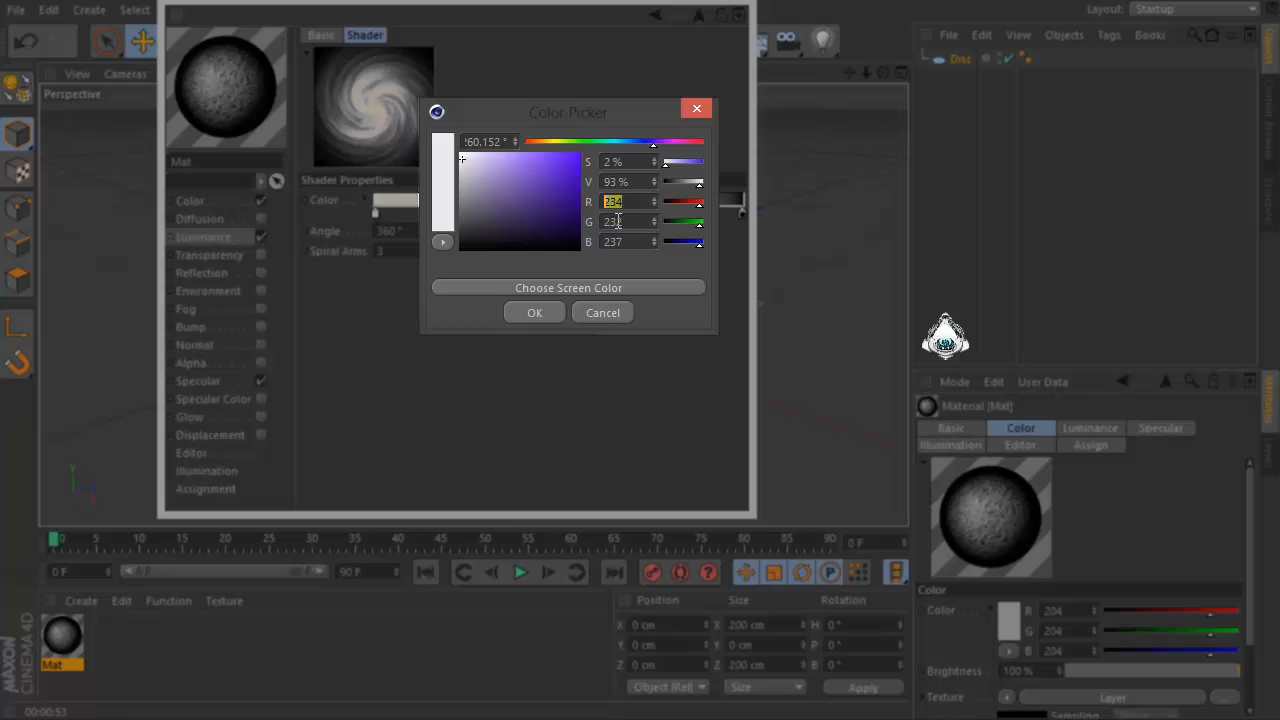 File Edit Create Select
Layout: Startup
Basic Shader
File Edit View Objects Tags
View Cameras
Perspective
Disc
Color Picker
S 2 %
V 93 %
R 234
G
B 237
Choose Screen Color
OK Cancel
Mat
Shader Properties
Color
Angle: 360 °
Spiral Arms: 3
Color
Diffusion
Luminance
Transparency
Reflection
Environment
Fog
Bump
Normal
Alpha
Specular
Specular Color
Glow
Displacement
Editor
Illumination
Assignment
Mode Edit User Data
Material [Mat]
Basic Color Luminance Specular
Illumination Editor Assign
Color
Color R 204
G 204
B 204
Brightness 100 %
Texture Layer
Sampling
0 5 10 15 20 25 30 35 40 45 50 55 60 65 70 75 80 85 90 0 F
0 F 0 F 90 F
Create Edit Function Texture
Position Size Rotation
X 0 cm X 200 cm H 0 °
Y 0 cm Y 0 cm P 0 °
Z 0 cm Z 200 cm B 0 °
Object (Rel) Size Apply
Mat
MAXON
CINEMA 4D
00:00:53
Objects
Attributes